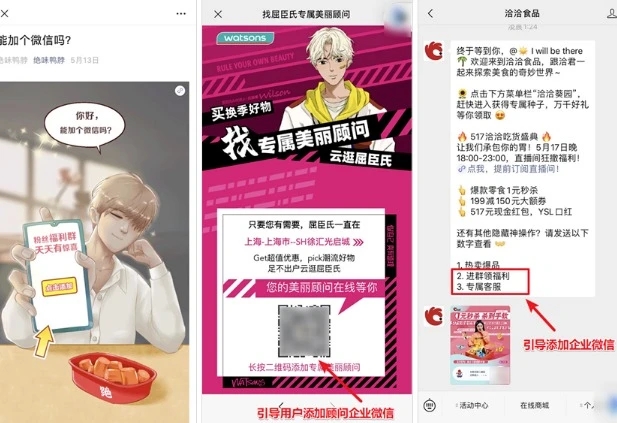 能加个微信吗?
绝味鸭脖 绝味鸭脖 5月13日
你好,
能加个微信吗?
粉丝福利群
天天有惊喜
点击添加
绝
找屈臣氏专属美丽顾问
watsons
RULE YOUR OWN BEAUTY
Wilson
买换季好物
找专属美丽顾问
云逛屈臣氏
只要您有需要，屈臣氏一直在
上海-上海市--SH徐汇光启城
Get超值优惠，pick潮流好物
足不出户云逛屈臣氏
您的美丽顾问在线等你
长按二维码添加专属美丽顾问
watsons
引导用户添加顾问企业微信
洽洽食品
凌晨1:24
终于等到你，@ I will be there
欢迎来到洽洽食品，跟洽君一
起来探索美食的奇妙世界~
点击下方菜单栏“洽洽葵园”，
赶快进入获得专属种子，万千好礼
等你领取
517洽洽吃货盛典
让我们承包你的胃！5月17日晚
18:00-23:00，直播间狂撒福利！
点我，提前订阅直播间！
爆款零食1元秒杀
199减150元大额券
517元现金红包，YSL口红
还有其他隐藏神操作？请发送以下
数字查看
1. 热卖爆品
2. 进群领福利
3. 专属客服
1元秒杀 杀到手软
引导添加企业微信
活动中心
在线商城
个人